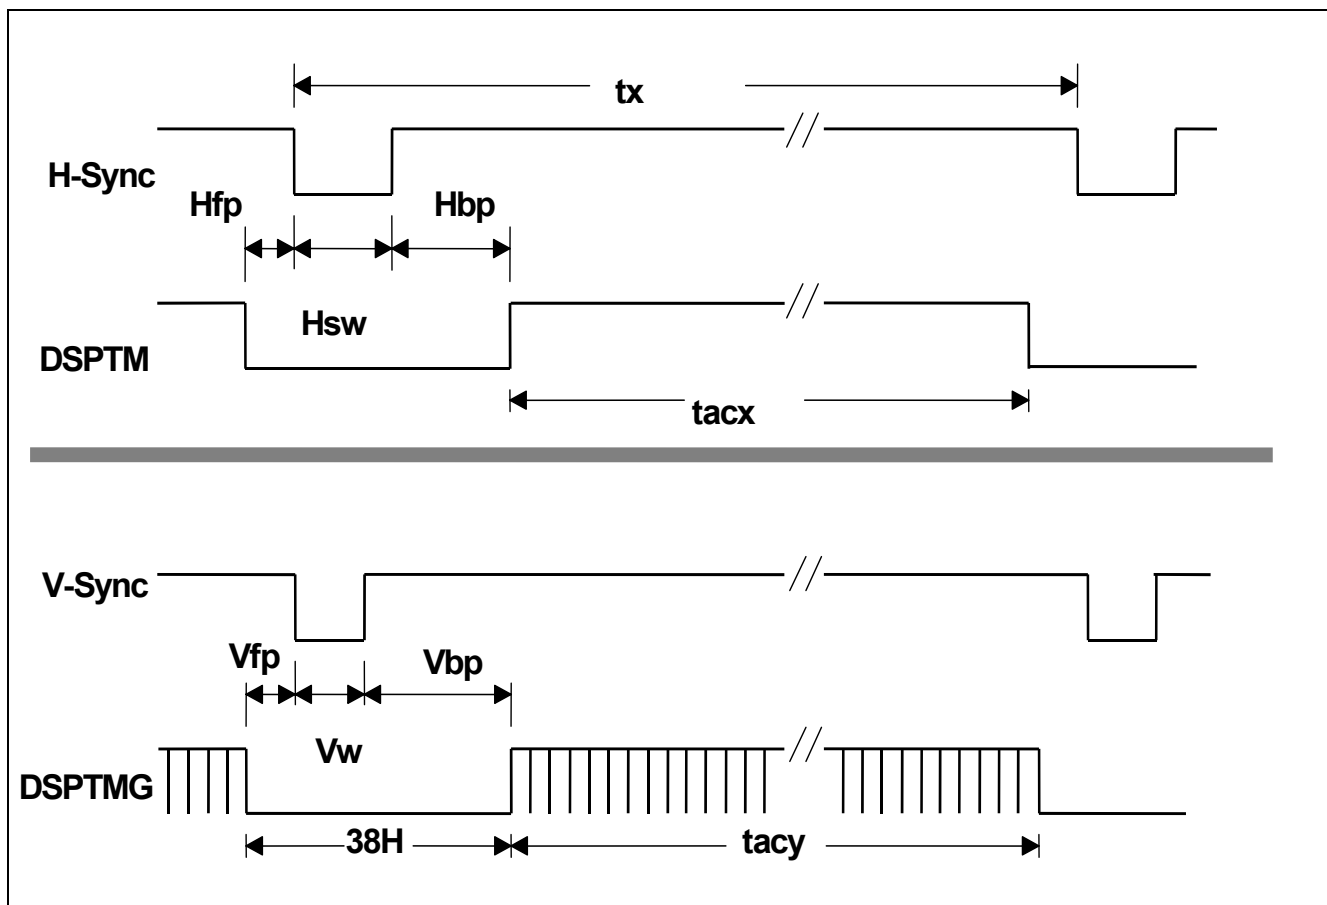 tx
H-Sync
Hfp
Hbp
Hsw
DSPTM
tacx
V-Sync
Vfp
Vbp
Vw
DSPTMG
38H
tacy